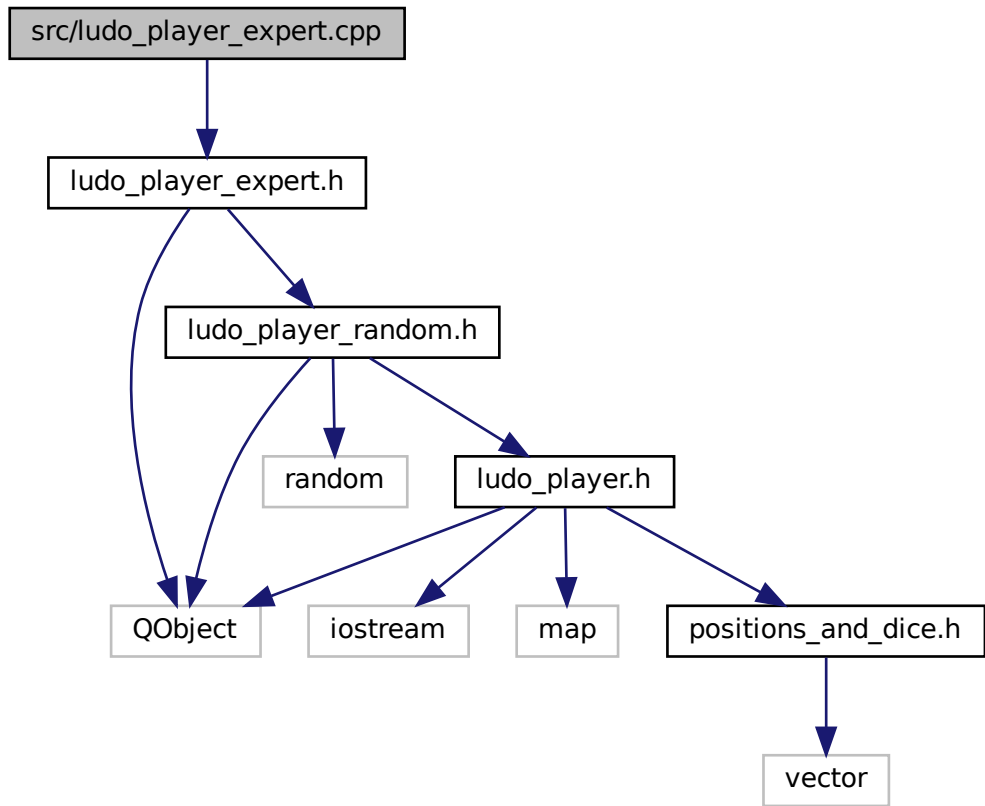 src/ludo_player_expert.cpp
ludo_player_expert.h
ludo_player_random.h
random
ludo_player.h
QObject
iostream
map
positions_and_dice.h
vector